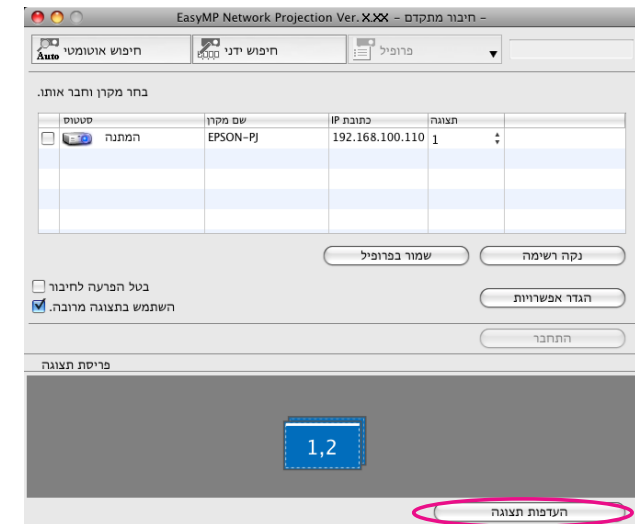 EasyMP Network Projection Ver. X.XX – חיבור מתקדם –
Auto חיפוש אוטומטי
חיפוש ידני
פרופיל
בחר מקרן וחבר אותו.
סטטוס שם מקרן כתובת IP תצוגה
המתנה EPSON-PJ 192.168.100.110 1
שמור בפרופיל נקה רשימה
בטל הפרעה לחיבור
השתמש בתצוגה מרובה.
הגדר אפשרויות
התחבר
פריסת תצוגה
1,2
העדפות תצוגה